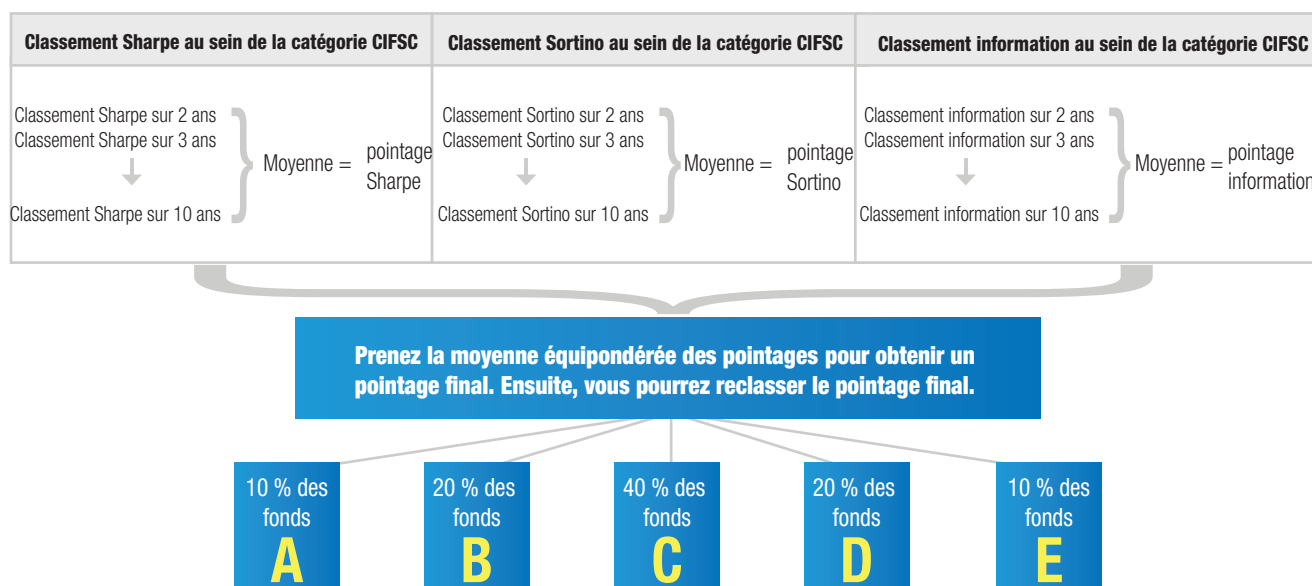 Classement Sharpe au sein de la catégorie CIFSC
Classement Sharpe sur 2 ans
Classement Sharpe sur 3 ans
Classement Sharpe sur 10 ans
Moyenne =
pointage
Sharpe
Classement Sortino au sein de la catégorie CIFSC
Classement Sortino sur 2 ans
Classement Sortino sur 3 ans
Classement Sortino sur 10 ans
Moyenne =
pointage
Sortino
Classement information au sein de la catégorie CIFSC
Classement information sur 2 ans
Classement information sur 3 ans
Classement information sur 10 ans
Moyenne =
pointage
information
Prenez la moyenne équipondérée des pointages pour obtenir un
pointage final. Ensuite, vous pourrez reclasser le pointage final.
10 % des
fonds
A
20 % des
fonds
B
40 % des
fonds
C
20 % des
fonds
D
10 % des
fonds
E